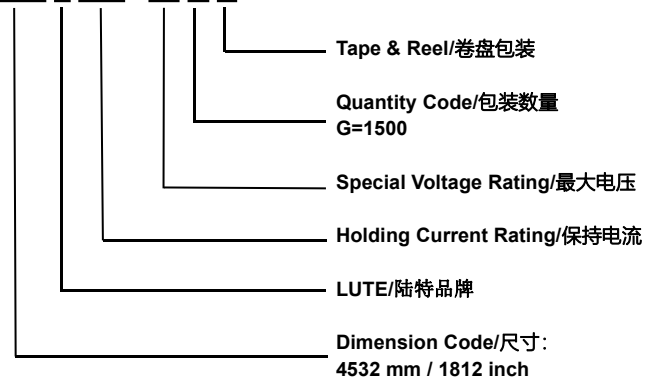 Tape & Reel/卷盘包装
Quantity Code/包装数量
G=1500
Special Voltage Rating/最大电压
Holding Current Rating/保持电流
LUTE/陆特品牌
Dimension Code/尺寸：
4532 mm / 1812 inch